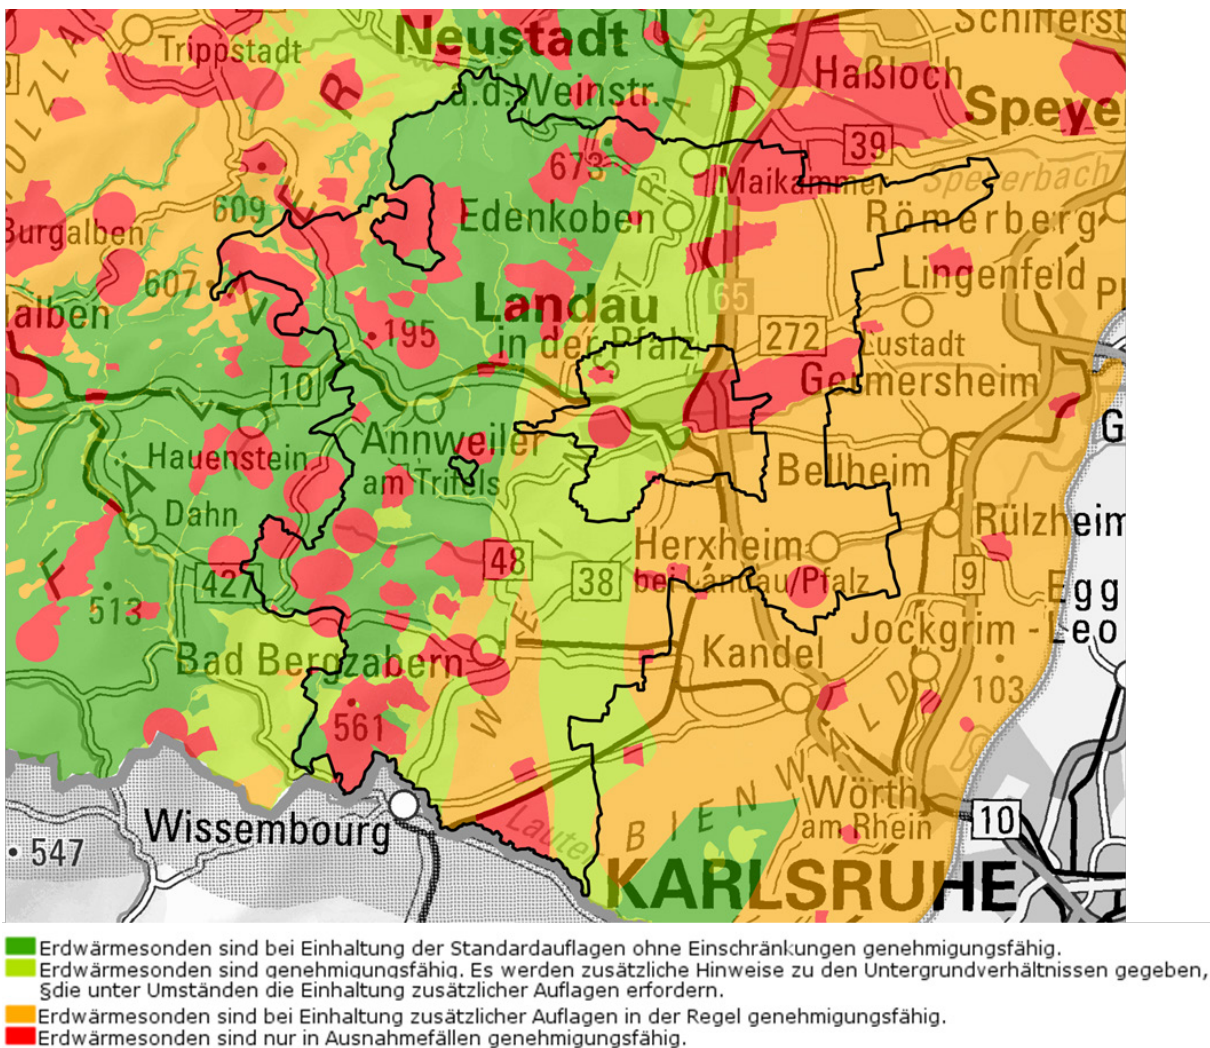 Schifferst
Neustadt
Trippstadt
Haßloch
a.d.Weinstr.
Speye
R
39
673
Maikammer
Speyerbach
E
609
Edenkoben
Römerberg
Burgalben
Lingenfeld
607
65
alben
V
Landau
195
in der Pfalz
272
Lustadt
10
Germersheim
L
Annweiler
G
Hauenstein
am Trifels
Bellheim
Ä
Dahn
N
Rülzheim
F
I
Herxheim
48
427
38
bei Landau/Pfalz
9
Egg
513
E
Jockgrim
Leo
Bad Bergzabern
Kandel
W
103
561
Wörth
Wissembourg
Lauter
B I E N W A L D
am Rhein
10
547
KARLSRUHE
Erdwärmesonden sind bei Einhaltung der Standardauflagen ohne Einschränkungen genehmigungsfähig.
Erdwärmesonden sind genehmigungsfähig. Es werden zusätzliche Hinweise zu den Untergrundverhältnissen gegeben,
§die unter Umständen die Einhaltung zusätzlicher Auflagen erfordern.
Erdwärmesonden sind bei Einhaltung zusätzlicher Auflagen in der Regel genehmigungsfähig.
Erdwärmesonden sind nur in Ausnahmefällen genehmigungsfähig.